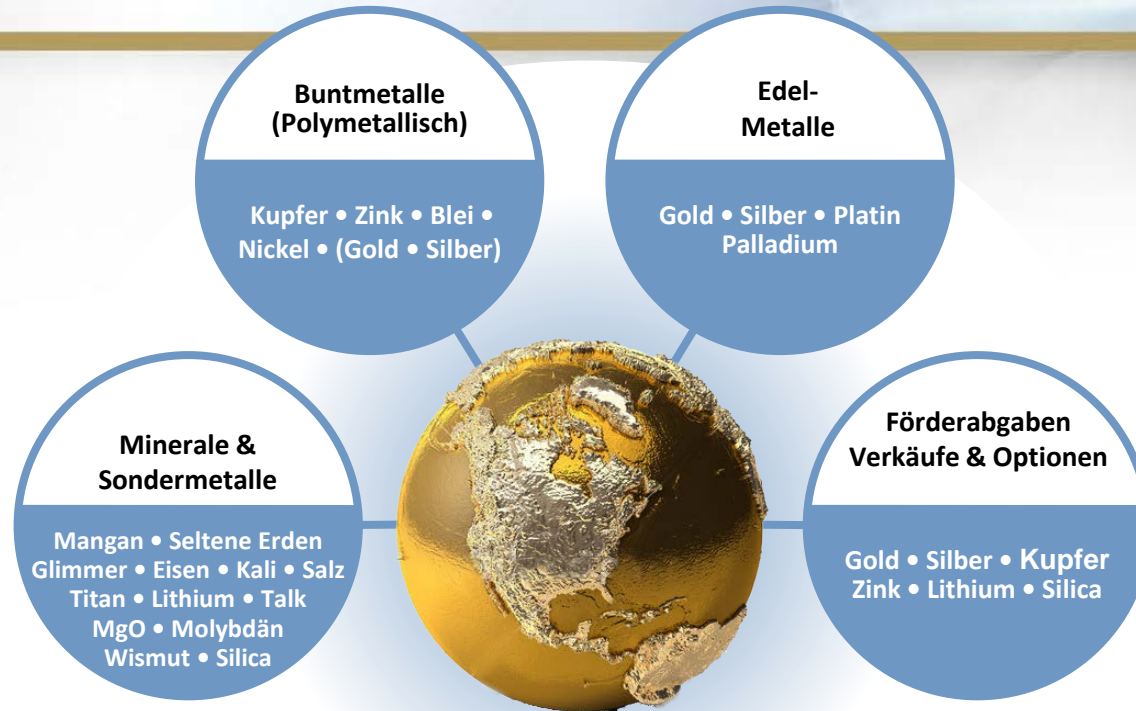 Buntmetalle
(Polymetallisch)
Kupfer • Zink • Blei •
Nickel • (Gold • Silber)
Edel-
Metalle
Gold • Silber • Platin
Palladium
Minerale &
Sondermetalle
Mangan • Seltene Erden
Glimmer • Eisen • Kali • Salz
Titan • Lithium • Talk
MgO • Molybdän
Wismut • Silica
Förderabgaben
Verkäufe & Optionen
Gold • Silber • Kupfer
Zink • Lithium • Silica